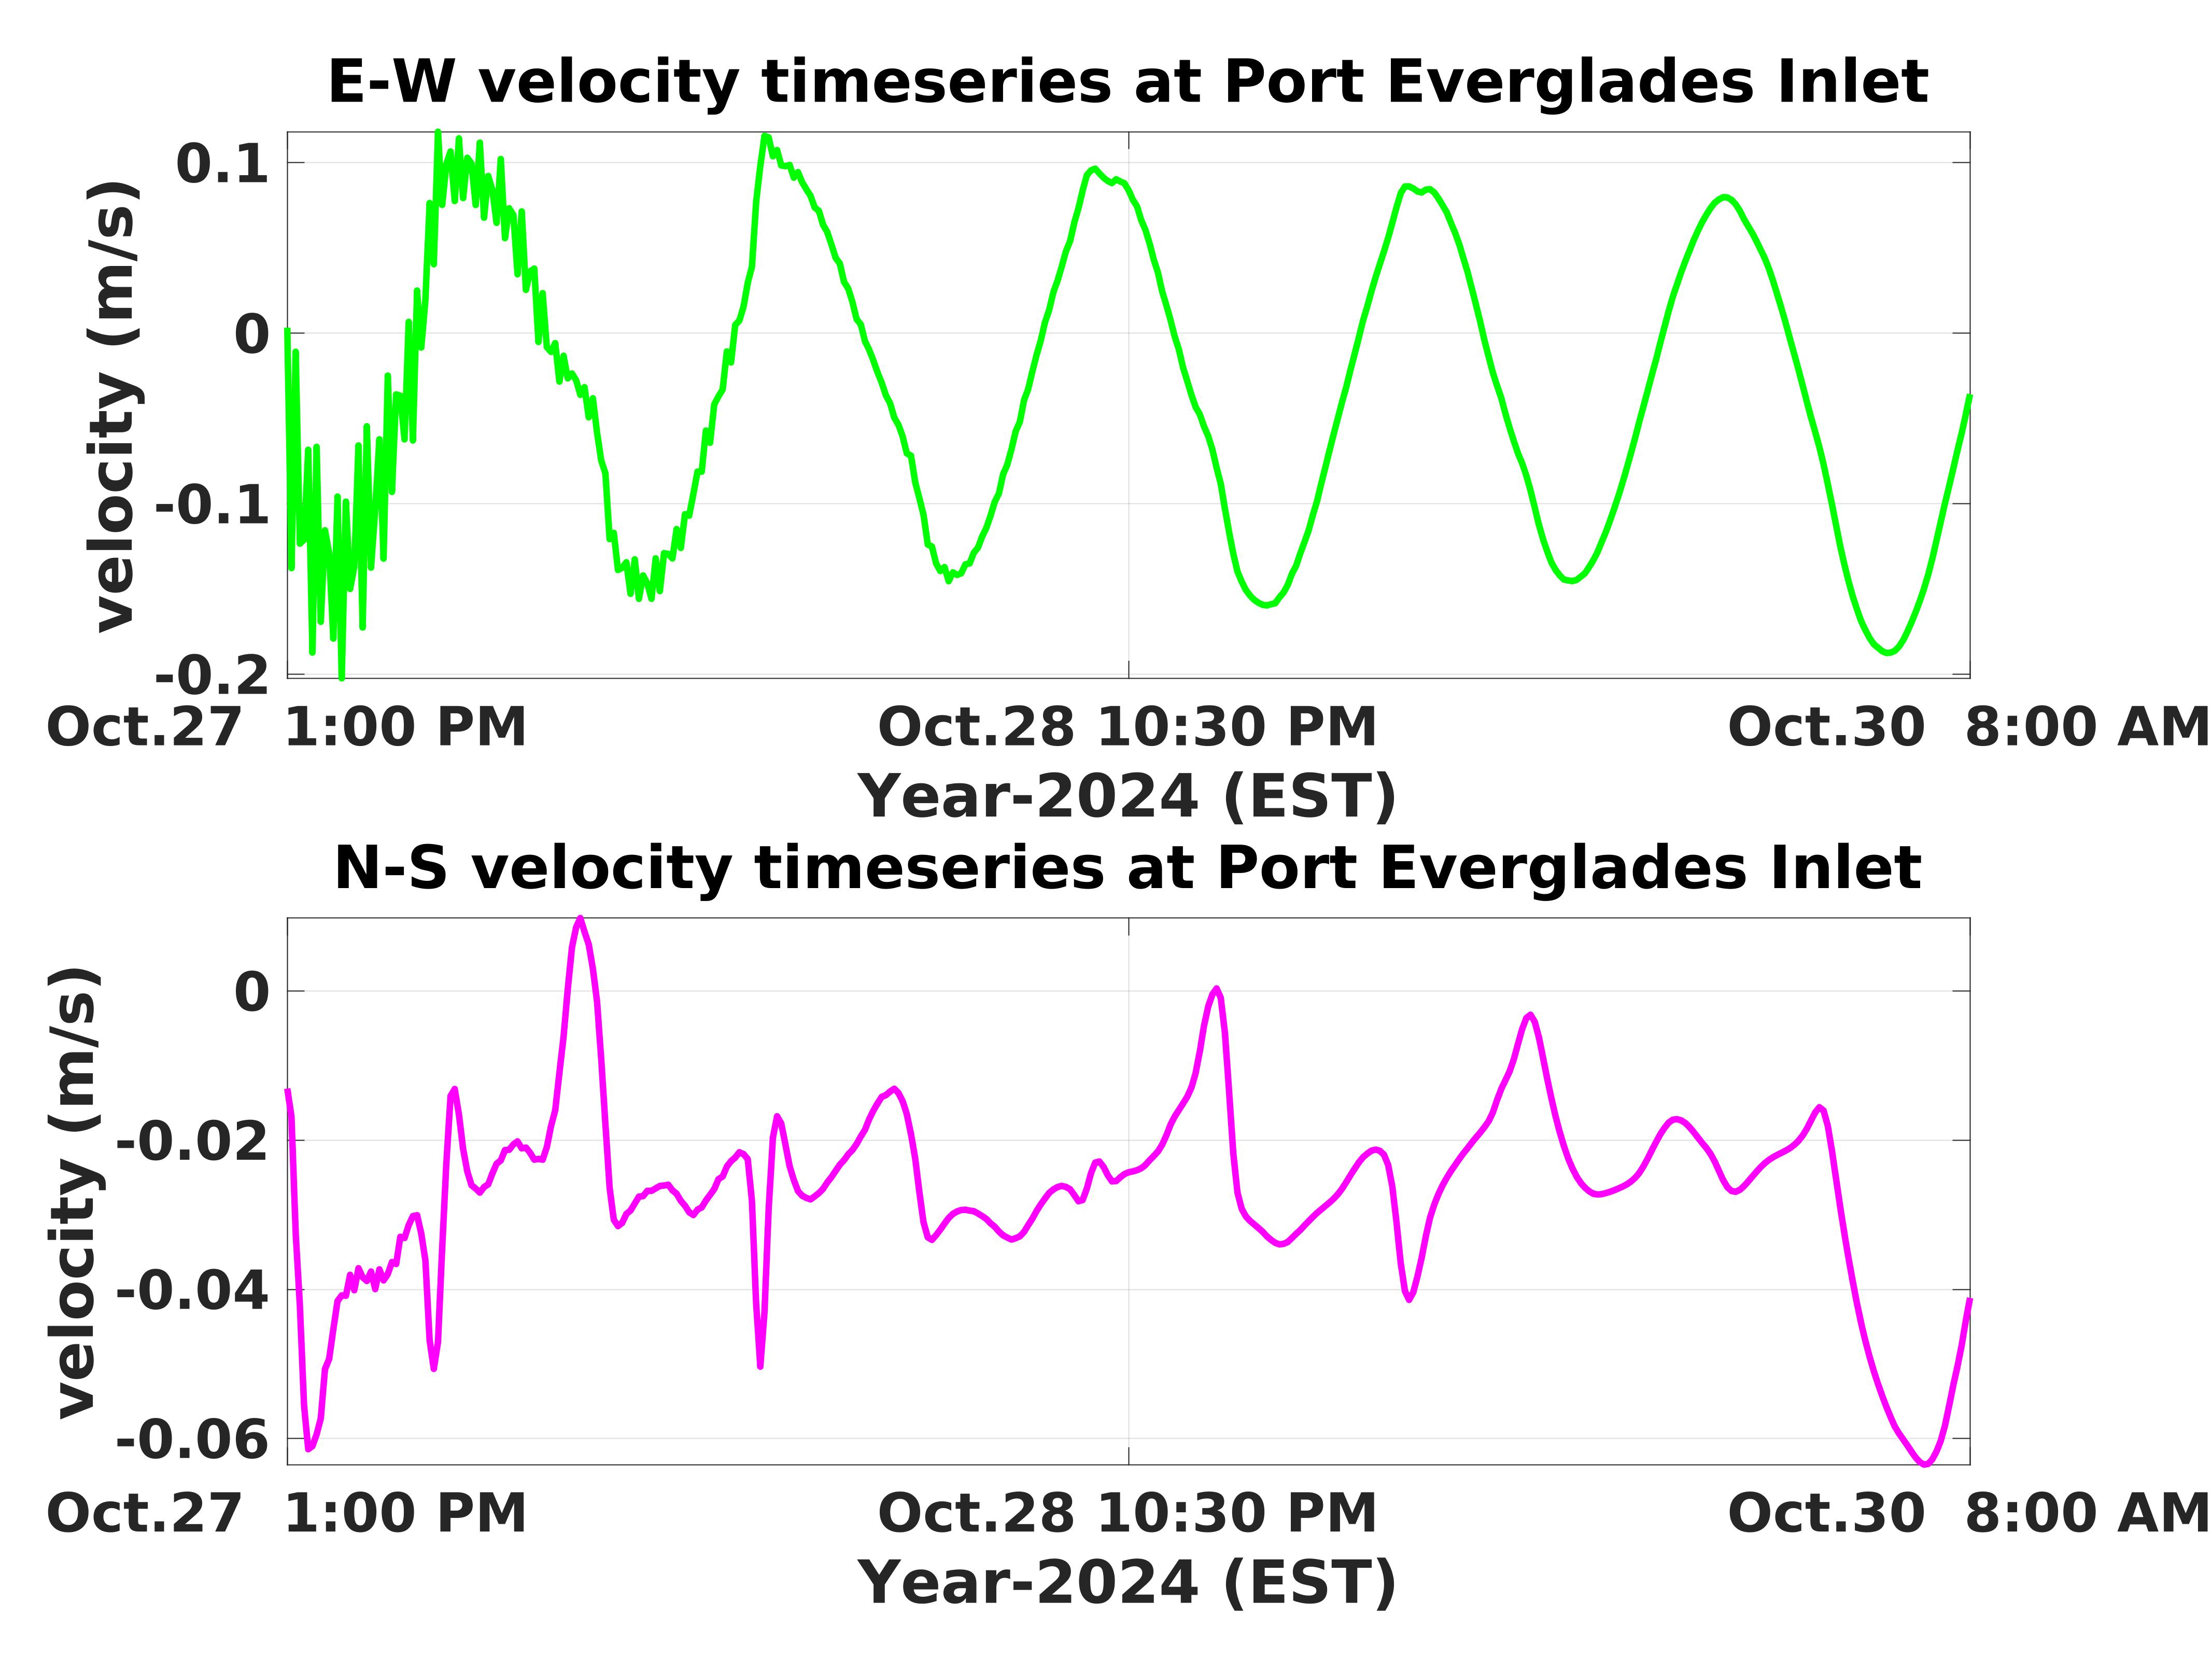 E-W velocity timeseries at Port Everglades Inlet
velocity (m/s)
0.1
0
-0.1
-0.2
Oct.27  1:00 PM
Oct.28 10:30 PM
Oct.30  8:00 AM
Year-2024 (EST)
N-S velocity timeseries at Port Everglades Inlet
velocity (m/s)
0
-0.02
-0.04
-0.06
Oct.27  1:00 PM
Oct.28 10:30 PM
Oct.30  8:00 AM
Year-2024 (EST)